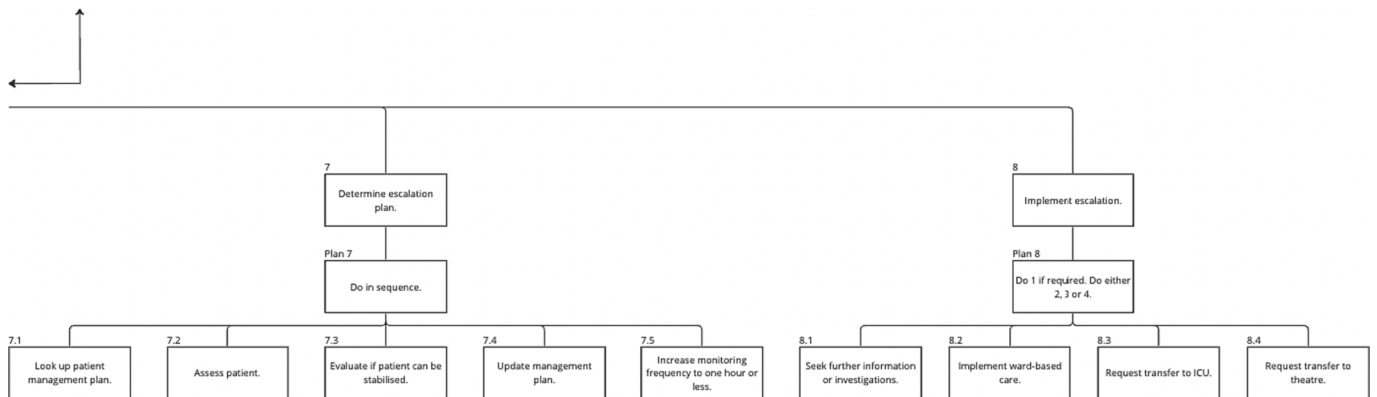 7
Determine escalation
plan.
Plan 7
Do in sequence.
7.1
Look up patient
management plan.
7.2
Assess patient.
7.3
Evaluate if patient can be
stabilised.
7.4
Update management
plan.
7.5
Increase monitoring
frequency to one hour or
less.
8
Implement escalation.
Plan 8
Do 1 if required. Do either
2, 3 or 4.
8.1
Seek further information
or investigations.
8.2
Implement ward-based
care.
8.3
Request transfer to ICU.
8.4
Request transfer to
theatre.